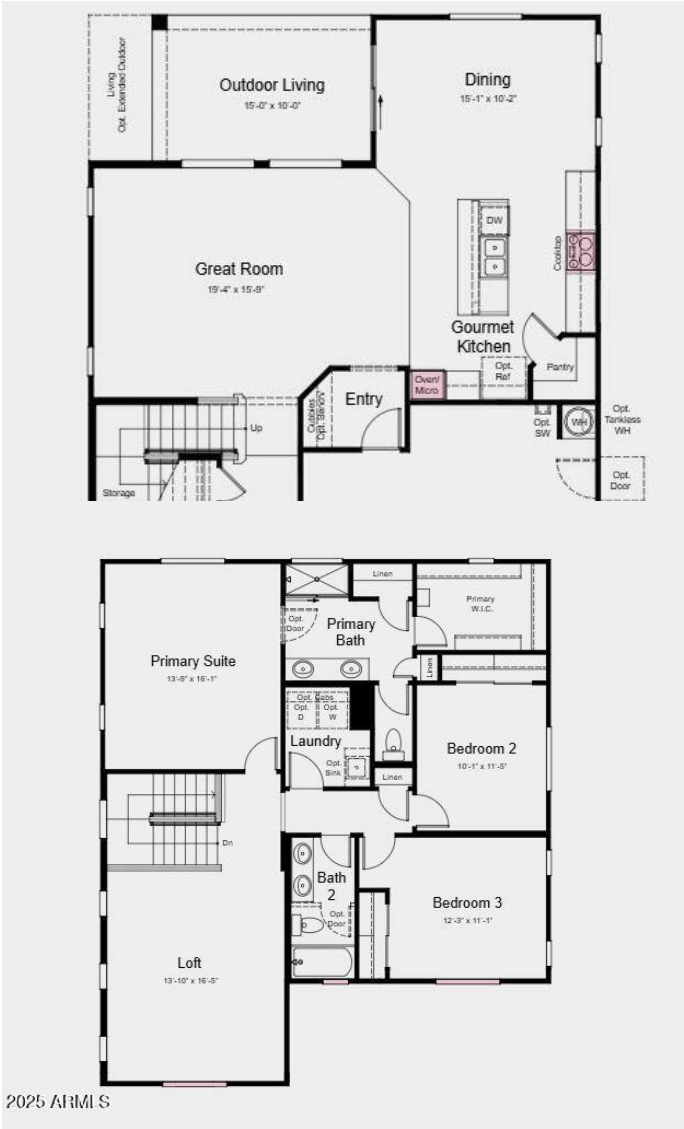 Living
Opt. Extended Outdoor
Outdoor Living
15'-0" x 10'-0"
Dining
15'-1" x 10'-2"
Great Room
19'-4" x 15'-9"
DW
Cooktop
Gourmet
Kitchen
Oven/
Micro
Opt.
Ref
Pantry
Entry
Cubbies
Opt. Bench
Up
Storage
Opt.
SW
WH
Opt.
Tankless
WH
Opt.
Door
Primary Suite
13'-9" x 16'-1"
Linen
Opt.
Door
Primary
Bath
Primary
W.I.C.
Linen
Opt. Cabs
Opt.
D
Opt.
W
Laundry
Opt.
Sink
Linen
Bedroom 2
10'-1" x 11'-5"
Dn
Bath
2
Opt.
Door
Bedroom 3
12'-3" x 11'-1"
Loft
13'-10" x 16'-5"
2025 ARMLS